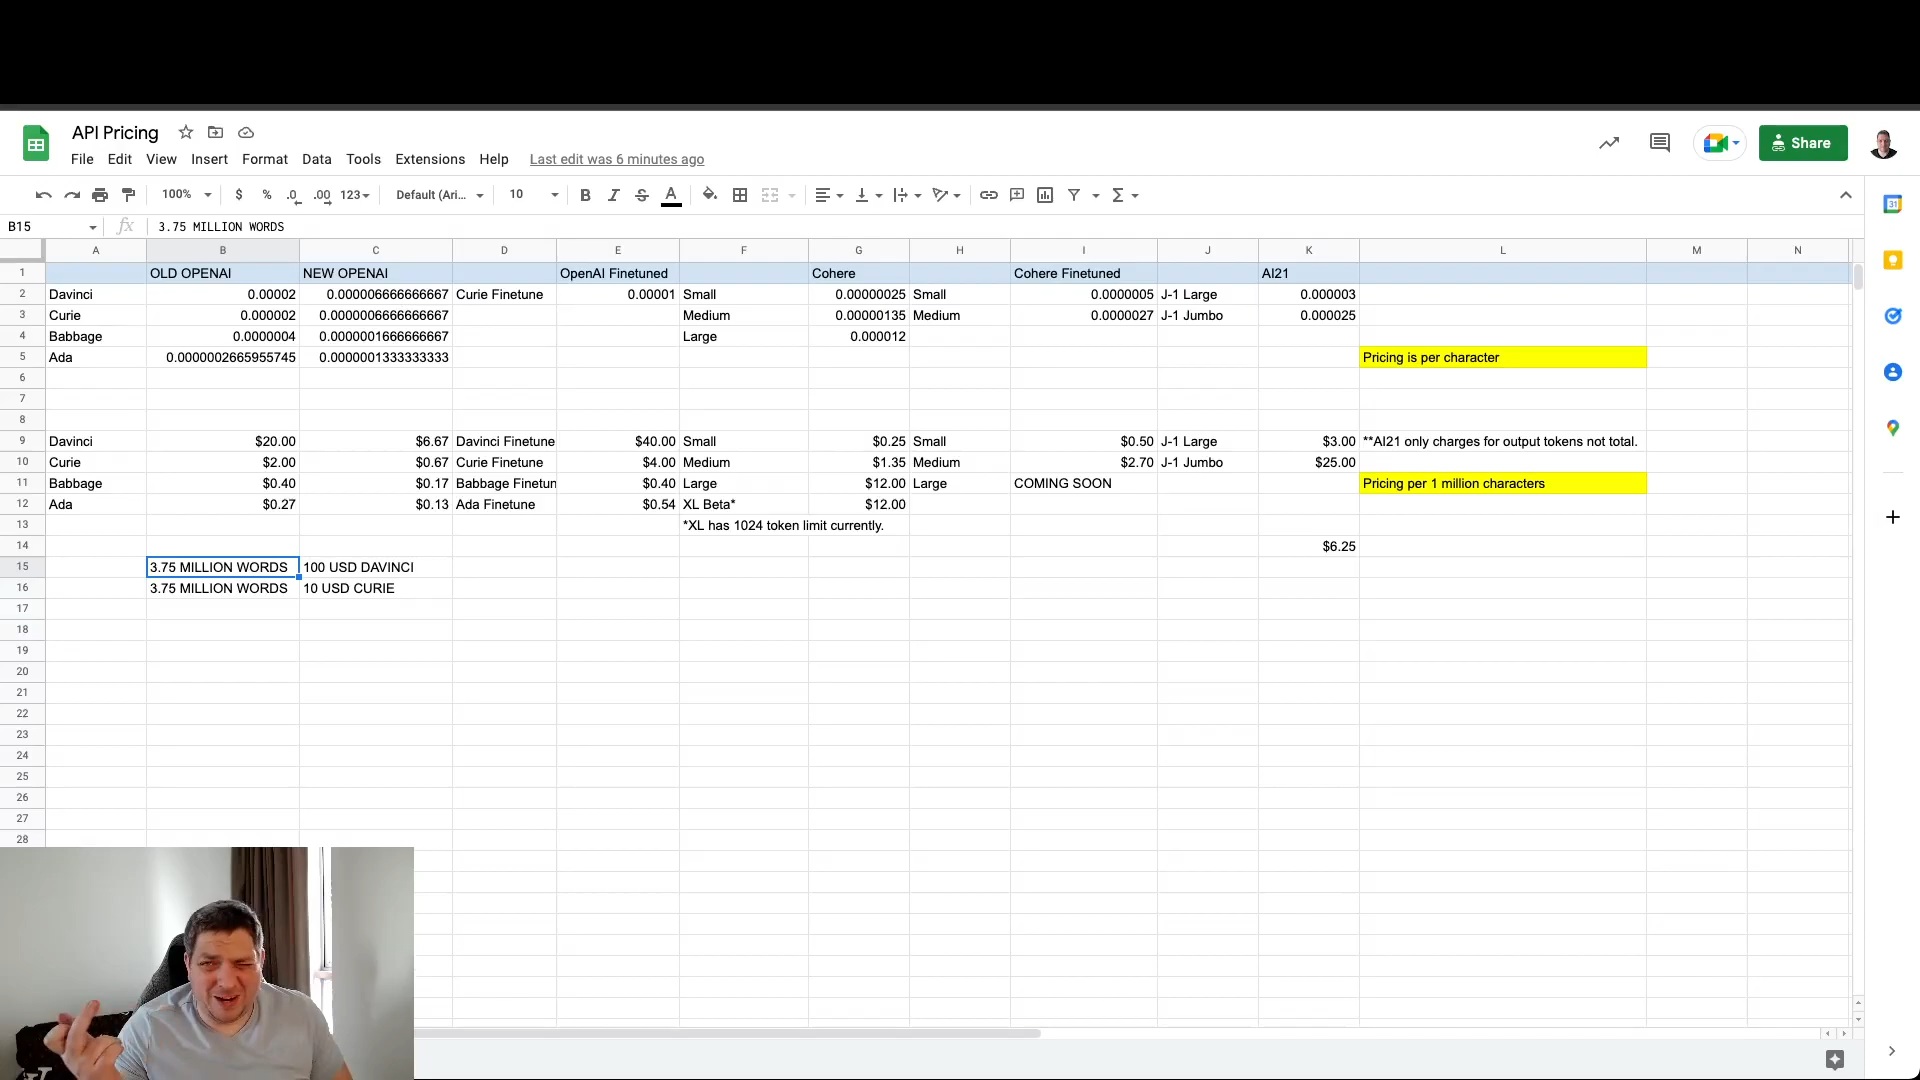 API Pricing
Share
File Edit View Insert Format Data Tools Extensions Help Last edit was 6 minutes ago
100% $ % .0 .00 123 Default (Ari... 10 B I S A
31
B15 fx 3.75 MILLION WORDS
A B C D E F G H I J K L M N
1 OLD OPENAI NEW OPENAI OpenAI Finetuned Cohere Cohere Finetuned AI21
2 Davinci 0.00002 0.000006666666667 Curie Finetune 0.00001 Small 0.00000025 Small 0.0000005 J-1 Large 0.000003
3 Curie 0.000002 0.0000006666666667 Medium 0.00000135 Medium 0.0000027 J-1 Jumbo 0.000025
4 Babbage 0.0000004 0.0000001666666667 Large 0.000012
5 Ada 0.0000002665955745 0.0000001333333333 Pricing is per character
6
7
8
9 Davinci $20.00 $6.67 Davinci Finetune $40.00 Small $0.25 Small $0.50 J-1 Large $3.00 **AI21 only charges for output tokens not total.
10 Curie $2.00 $0.67 Curie Finetune $4.00 Medium $1.35 Medium $2.70 J-1 Jumbo $25.00
11 Babbage $0.40 $0.17 Babbage Finetun $0.40 Large $12.00 Large COMING SOON Pricing per 1 million characters
12 Ada $0.27 $0.13 Ada Finetune $0.54 XL Beta* $12.00
13 *XL has 1024 token limit currently.
14 $6.25
15 3.75 MILLION WORDS 100 USD DAVINCI
16 3.75 MILLION WORDS 10 USD CURIE
17
18
19
20
21
22
23
24
25
26
27
28